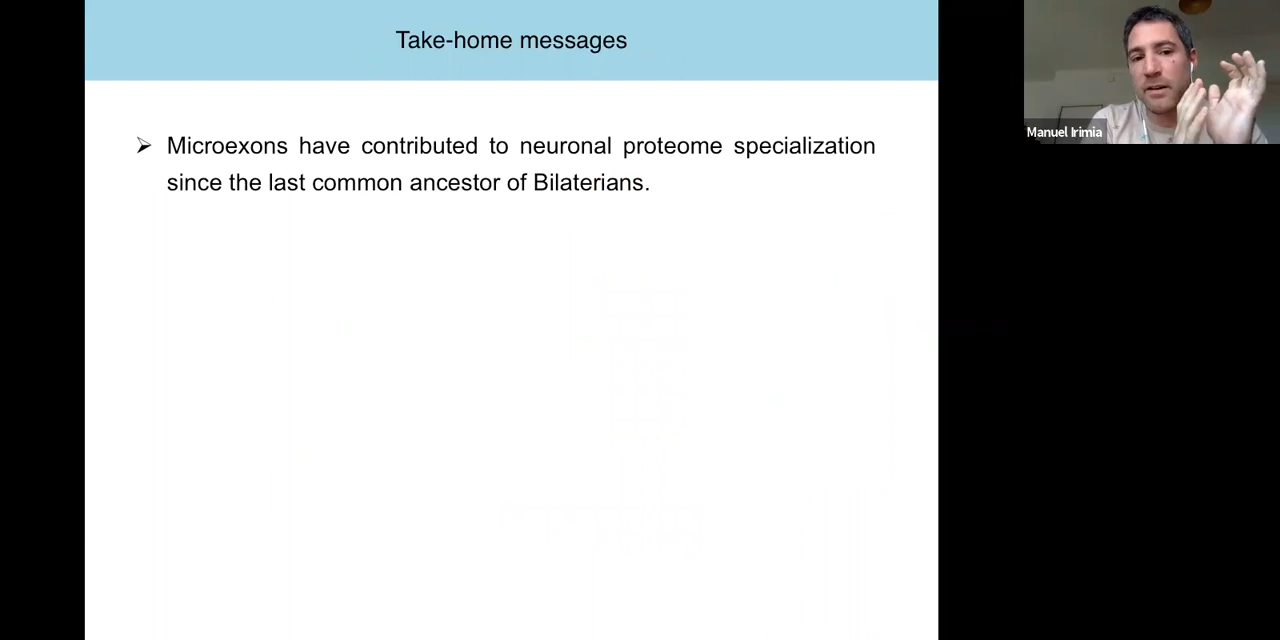 Take-home messages
Manuel Irimia
➢ Microexons have contributed to neuronal proteome specialization
since the last common ancestor of Bilaterians.